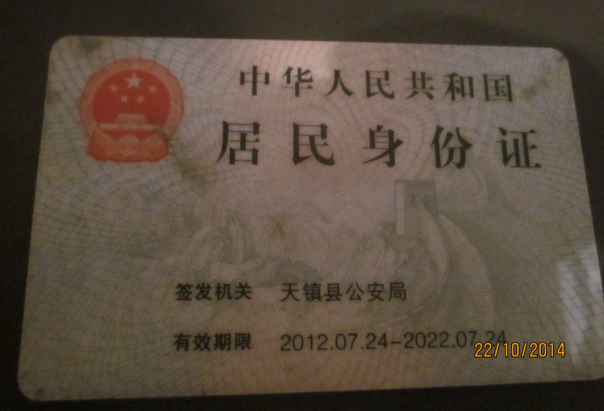 中华人民共和国
居民身份证
签发机关 天镇县公安局
有效期限 2012.07.24-2022.07.24
22/10/2014